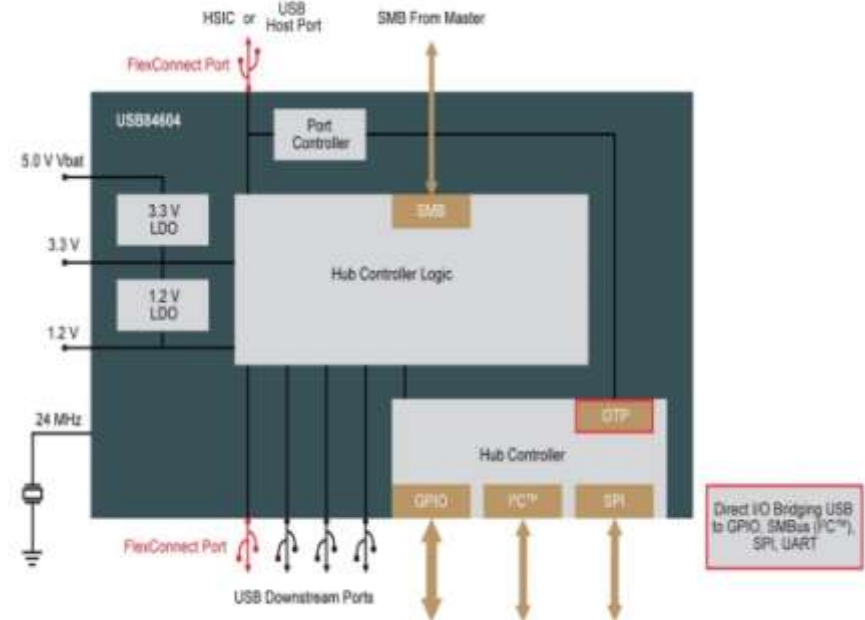 HSIC or USB Host Port
SMB From Master
FlexConnect Port
USB84604
Port
Controller
5.0 V Vbat
3.3 V
LDO
SMB
3.3 V
Hub Controller Logic
1.2 V
LDO
1.2 V
24 MHz
OTP
Hub Controller
GPIO
I²C™
SPI
Direct I/O Bridging USB
to GPIO, SMBus (I²C™),
SPI, UART
FlexConnect Port
USB Downstream Ports